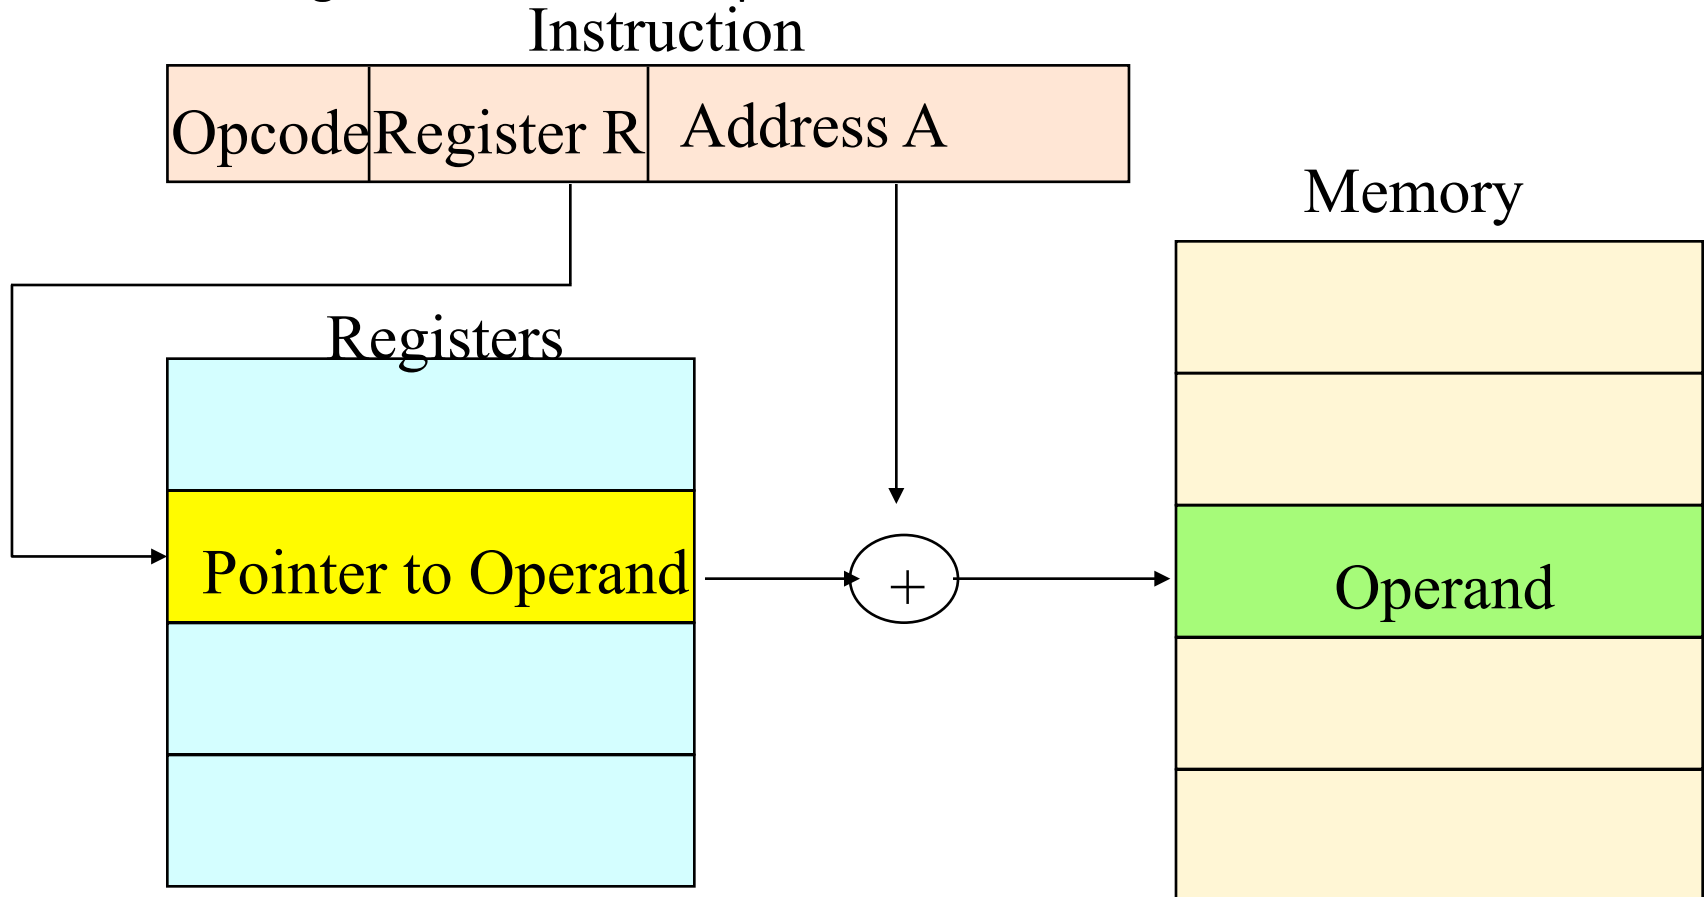 Instruction
Opcode Register R Address A
Memory
Registers
Pointer to Operand
+
Operand